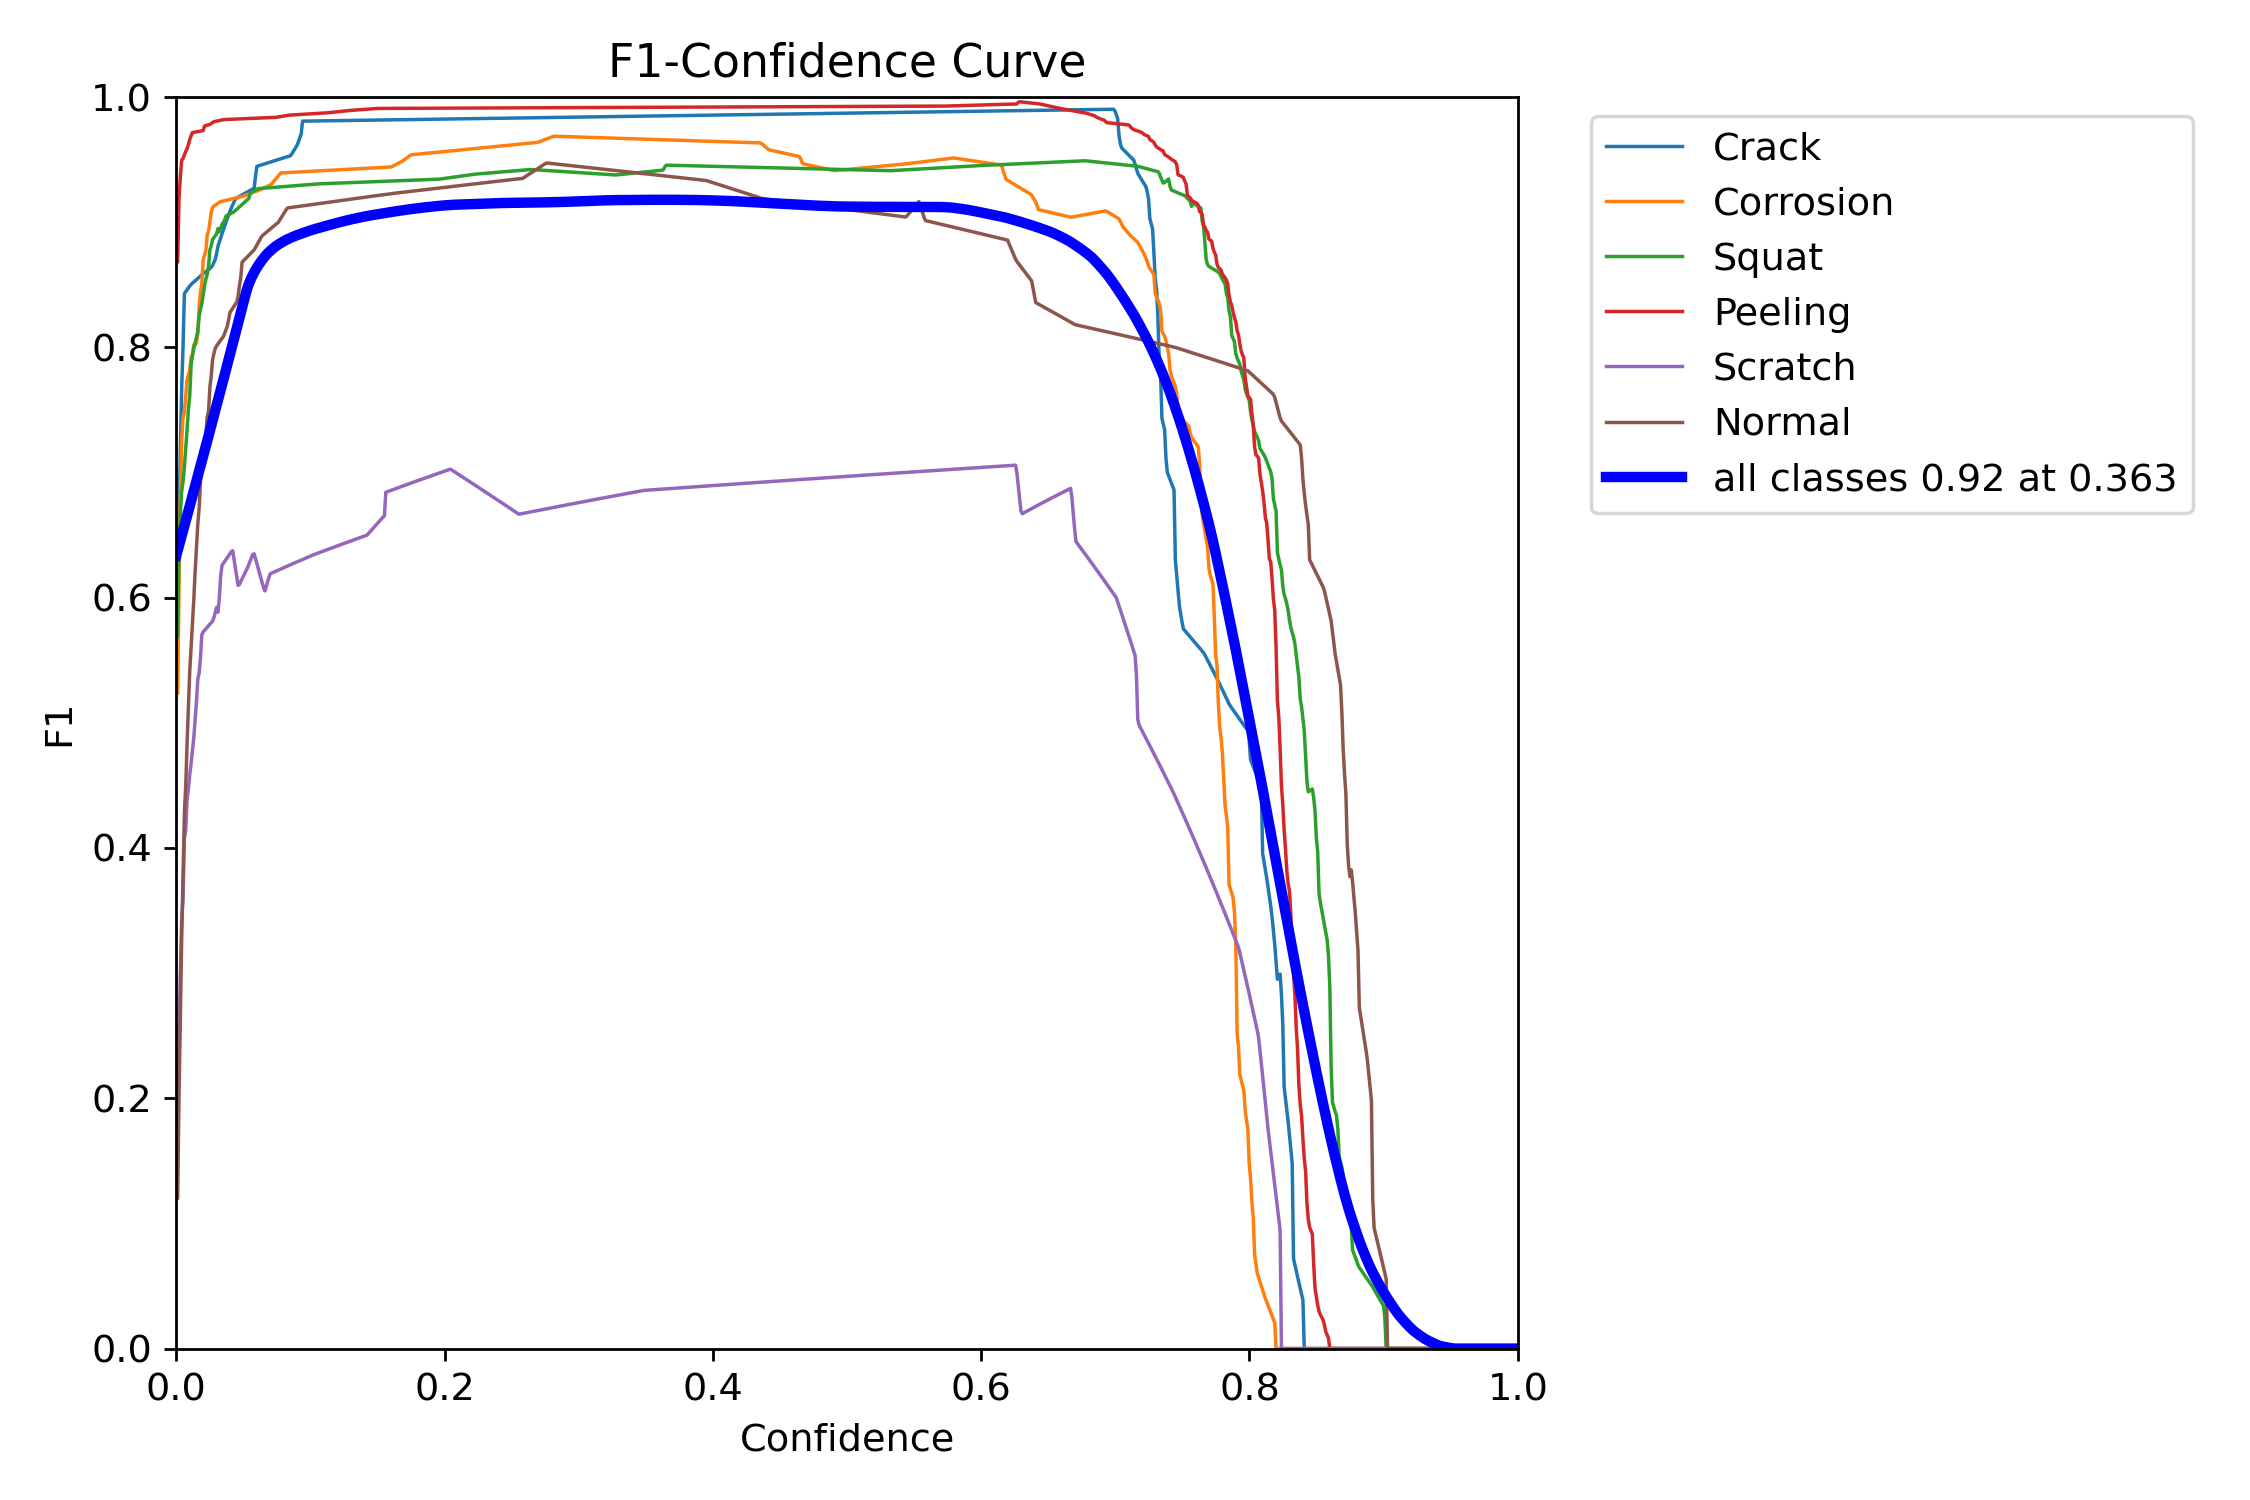 F1-Confidence Curve
1.0
0.8
0.6
0.4
0.2
0.0
F1
0.0 0.2 0.4 0.6 0.8 1.0
Confidence
Crack
Corrosion
Squat
Peeling
Scratch
Normal
all classes 0.92 at 0.363